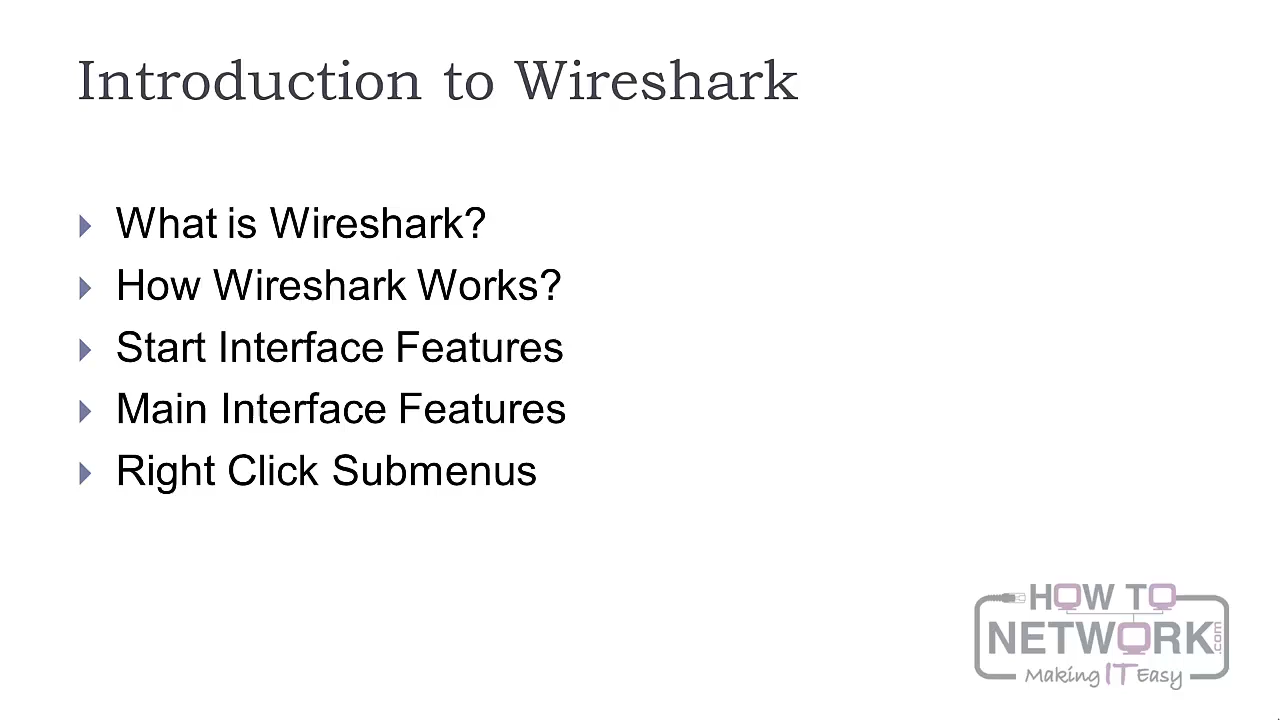 Introduction to Wireshark
What is Wireshark?
How Wireshark Works?
Start Interface Features
Main Interface Features
Right Click Submenus
HOW TO
NETWORK.com
Making IT Easy